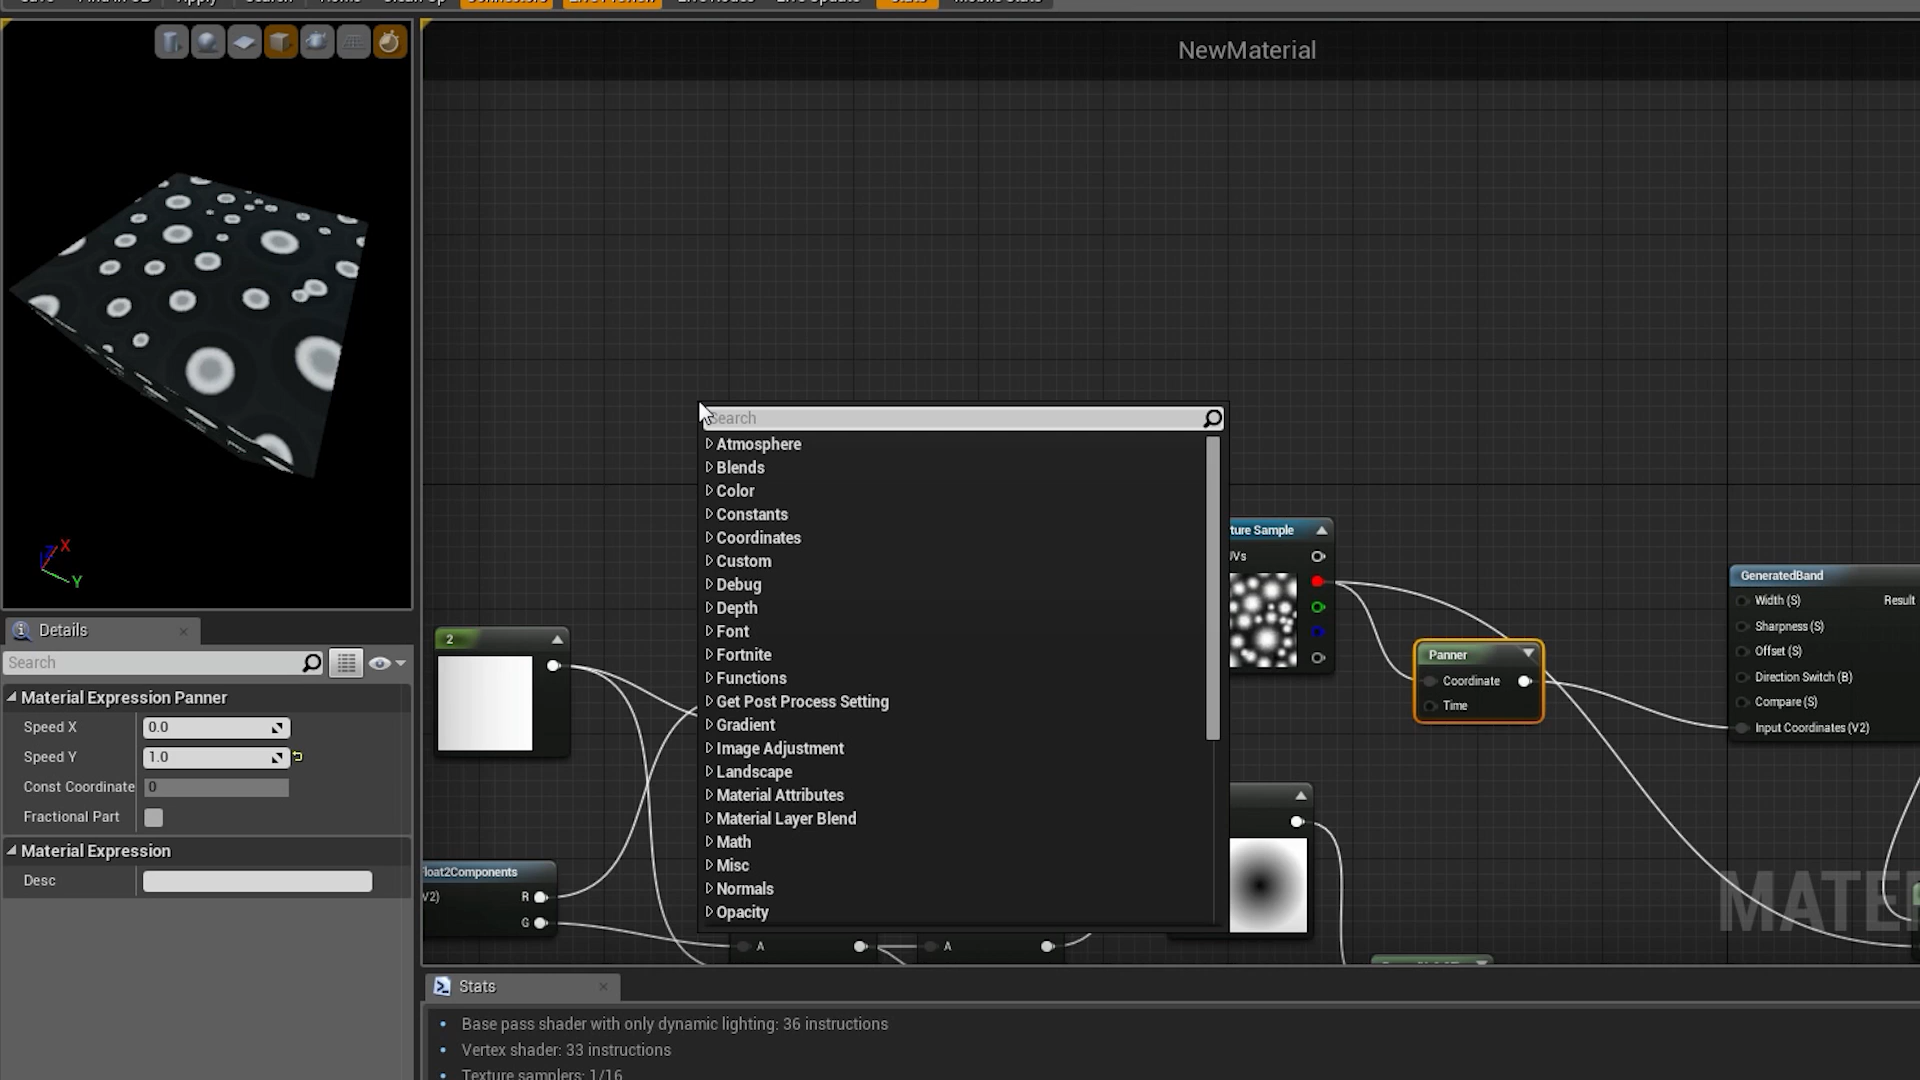 NewMaterial
Details
Search
Material Expression Panner
Speed X 0.0
Speed Y 1.0
Const Coordinate 0
Fractional Part
Material Expression
Desc
2
Float2Components
V2) R
G
Search
Atmosphere
Blends
Color
Constants
Coordinates
Custom
Debug
Depth
Font
Fortnite
Functions
Get Post Process Setting
Gradient
Image Adjustment
Landscape
Material Attributes
Material Layer Blend
Math
Misc
Normals
Opacity
A
A
ture Sample
UVs
Panner
Coordinate
Time
GeneratedBand
Width (S) Result
Sharpness (S)
Offset (S)
Direction Switch (B)
Compare (S)
Input Coordinates (V2)
MATE
Stats
Base pass shader with only dynamic lighting: 36 instructions
Vertex shader: 33 instructions
Texture samplers: 1/16